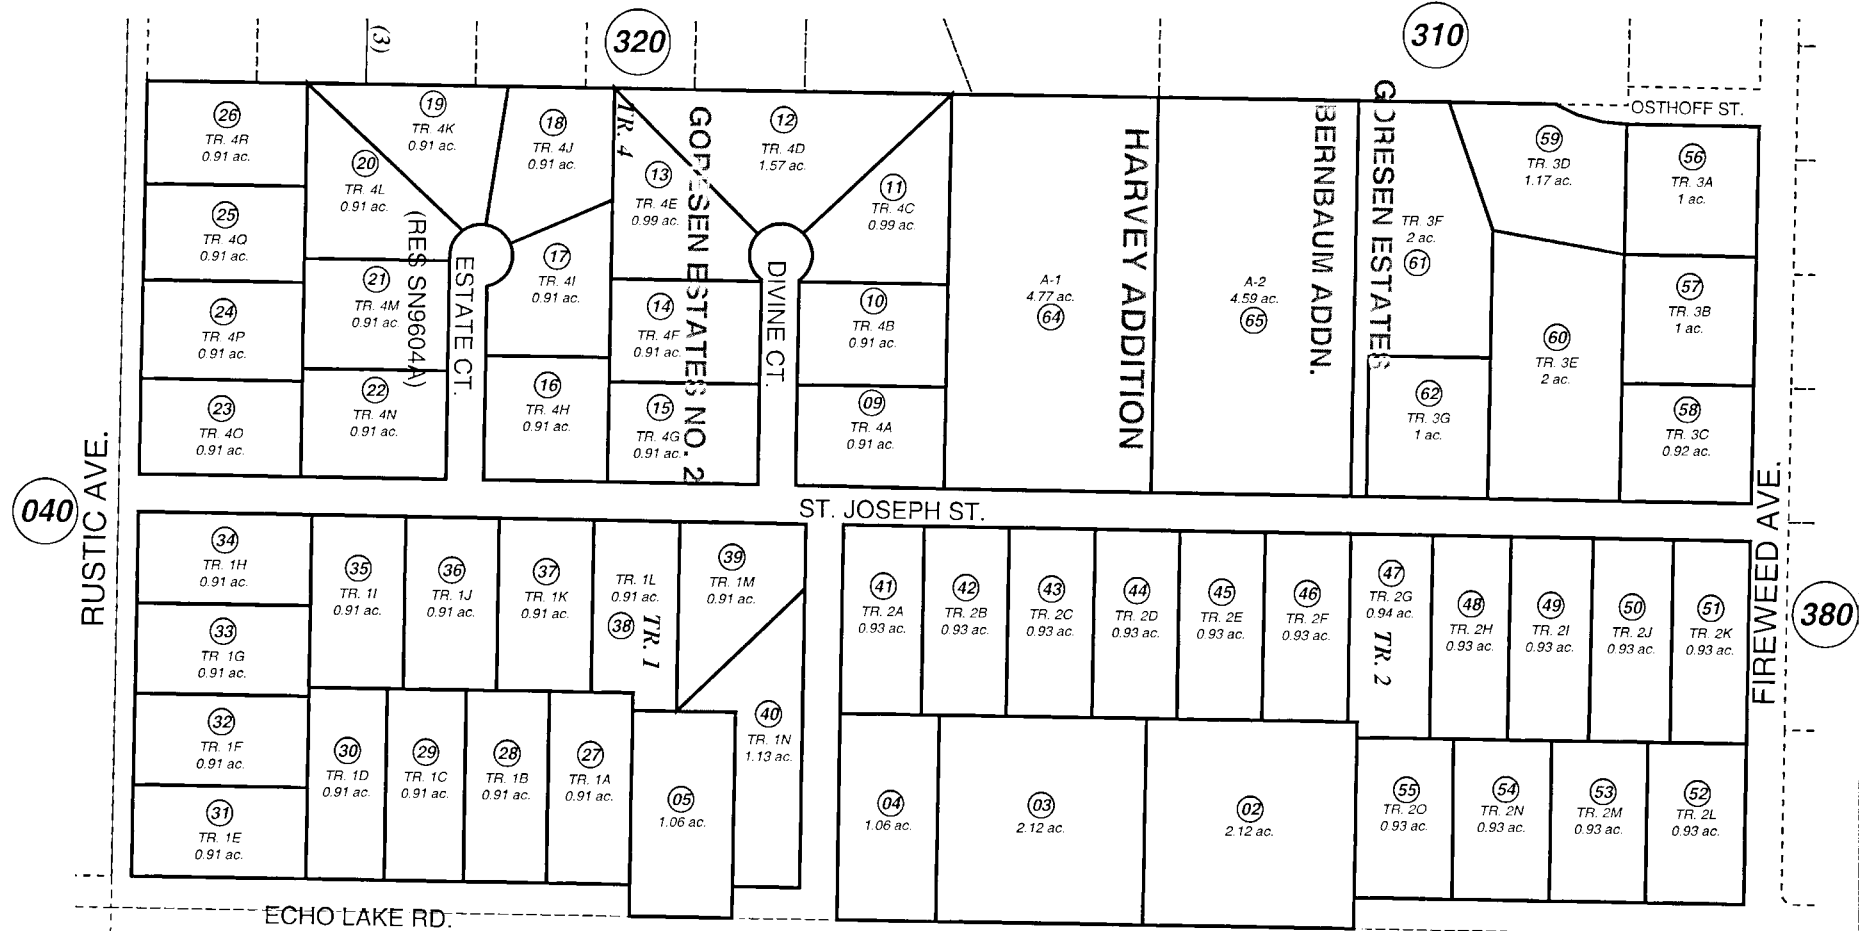 (3)
320
310
OSTHOFF ST.
26
TR. 4R
0.91 ac.
19
TR. 4K
0.91 ac.
18
TR. 4J
0.91 ac.
TR. 4
GORESEN ESTATES NO. 2
12
TR. 4D
1.57 ac.
HARVEY ADDITION
BERNBAUM ADDN.
GORESEN ESTATES
59
TR. 3D
1.17 ac.
56
TR. 3A
1 ac.
20
TR. 4L
0.91 ac.
13
TR. 4E
0.99 ac.
11
TR. 4C
0.99 ac.
25
TR. 4Q
0.91 ac.
(RES SN9604A)
ESTATE CT.
17
TR. 4I
0.91 ac.
DIVINE CT.
TR. 3F
2 ac.
61
21
TR. 4M
0.91 ac.
14
TR. 4F
0.91 ac.
10
TR. 4B
0.91 ac.
A-1
4.77 ac.
64
A-2
4.59 ac.
65
57
TR. 3B
1 ac.
24
TR. 4P
0.91 ac.
60
TR. 3E
2 ac.
22
TR. 4N
0.91 ac.
16
TR. 4H
0.91 ac.
15
TR. 4G
0.91 ac.
09
TR. 4A
0.91 ac.
62
TR. 3G
1 ac.
58
TR. 3C
0.92 ac.
23
TR. 4O
0.91 ac.
040
RUSTIC AVE.
ST. JOSEPH ST.
FIREWEED AVE.
380
34
TR. 1H
0.91 ac.
35
TR. 1I
0.91 ac.
36
TR. 1J
0.91 ac.
37
TR. 1K
0.91 ac.
TR. 1L
0.91 ac.
38
TR. 1
39
TR. 1M
0.91 ac.
41
TR. 2A
0.93 ac.
42
TR. 2B
0.93 ac.
43
TR. 2C
0.93 ac.
44
TR. 2D
0.93 ac.
45
TR. 2E
0.93 ac.
46
TR. 2F
0.93 ac.
47
TR. 2G
0.94 ac.
TR. 2
48
TR. 2H
0.93 ac.
49
TR. 2I
0.93 ac.
50
TR. 2J
0.93 ac.
51
TR. 2K
0.93 ac.
33
TR. 1G
0.91 ac.
32
TR. 1F
0.91 ac.
31
TR. 1E
0.91 ac.
30
TR. 1D
0.91 ac.
29
TR. 1C
0.91 ac.
28
TR. 1B
0.91 ac.
27
TR. 1A
0.91 ac.
05
1.06 ac.
40
TR. 1N
1.13 ac.
04
1.06 ac.
03
2.12 ac.
02
2.12 ac.
55
TR. 2O
0.93 ac.
54
TR. 2N
0.93 ac.
53
TR. 2M
0.93 ac.
52
TR. 2L
0.93 ac.
ECHO LAKE RD.